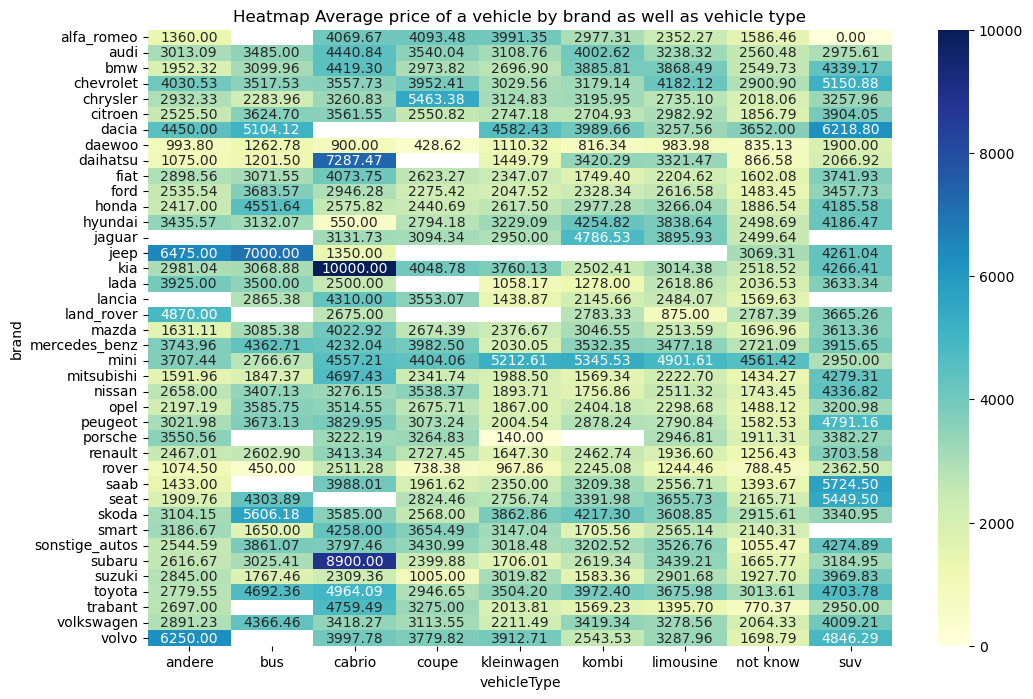 Heatmap Average price of a vehicle by brand as well as vehicle type
alfa_romeo 1360.00 4069.67 4093.48 3991.35 2977.31 2352.27 1586.46 0.00
audi 3013.09 3485.00 4440.84 3540.04 3108.76 4002.62 3238.32 2560.48 2975.61
bmw 1952.32 3099.96 4419.30 2973.82 2696.90 3885.81 3868.49 2549.73 4339.17
chevrolet 4030.53 3517.53 3557.73 3952.41 3029.56 3179.14 4182.12 2900.90 5150.88
chrysler 2932.33 2283.96 3260.83 5463.38 3124.83 3195.95 2735.10 2018.06 3257.96
citroen 2525.50 3624.70 3561.55 2550.82 2747.18 2704.93 2982.92 1856.79 3904.05
dacia 4450.00 5104.12 4582.43 3989.66 3257.56 3652.00 6218.80
daewoo 993.80 1262.78 900.00 428.62 1110.32 816.34 983.98 835.13 1900.00
daihatsu 1075.00 1201.50 7287.47 1449.79 3420.29 3321.47 866.58 2066.92
fiat 2898.56 3071.55 4073.75 2623.27 2347.07 1749.40 2204.62 1602.08 3741.93
ford 2535.54 3683.57 2946.28 2275.42 2047.52 2328.34 2616.58 1483.45 3457.73
honda 2417.00 4551.64 2575.82 2440.69 2617.50 2977.28 3266.04 1886.54 4185.58
hyundai 3435.57 3132.07 550.00 2794.18 3229.09 4254.82 3838.64 2498.69 4186.47
jaguar 3131.73 3094.34 2950.00 4786.53 3895.93 2499.64
jeep 6475.00 7000.00 1350.00 3069.31 4261.04
kia 2981.04 3068.88 10000.00 4048.78 3760.13 2502.41 3014.38 2518.52 4266.41
lada 3925.00 3500.00 2500.00 1058.17 1278.00 2618.86 2036.53 3633.34
lancia 2865.38 4310.00 3553.07 1438.87 2145.66 2484.07 1569.63
land_rover 4870.00 2675.00 2783.33 875.00 2787.39 3665.26
mazda 1631.11 3085.38 4022.92 2674.39 2376.67 3046.55 2513.59 1696.96 3613.36
mercedes_benz 3743.96 4362.71 4232.04 3982.50 2030.05 3532.35 3477.18 2721.09 3915.65
mini 3707.44 2766.67 4557.21 4404.06 5212.61 5345.53 4901.61 4561.42 2950.00
mitsubishi 1591.96 1847.37 4697.43 2341.74 1988.50 1569.34 2222.70 1434.27 4279.31
nissan 2658.00 3407.13 3276.15 3538.37 1893.71 1756.86 2511.32 1743.45 4336.82
opel 2197.19 3585.75 3514.55 2675.71 1867.00 2404.18 2298.68 1488.12 3200.98
peugeot 3021.98 3673.13 3829.95 3073.24 2004.54 2878.24 2790.84 1582.53 4791.16
porsche 3550.56 3222.19 3264.83 140.00 2946.81 1911.31 3382.27
renault 2467.01 2602.90 3413.34 2727.45 1647.30 2462.74 1936.60 1256.43 3703.58
rover 1074.50 450.00 2511.28 738.38 967.86 2245.08 1244.46 788.45 2362.50
saab 1433.00 3988.01 1961.62 2350.00 3209.38 2556.71 1393.67 5724.50
seat 1909.76 4303.89 2824.46 2756.74 3391.98 3655.73 2165.71 5449.50
skoda 3104.15 5606.18 3585.00 2568.00 3862.86 4217.30 3608.85 2915.61 3340.95
smart 3186.67 1650.00 4258.00 3654.49 3147.04 1705.56 2565.14 2140.31
sonstige_autos 2544.59 3861.07 3797.46 3430.99 3018.48 3202.52 3526.76 1055.47 4274.89
subaru 2616.67 3025.41 8900.00 2399.88 1706.01 2619.34 3439.21 1665.77 3184.95
suzuki 2845.00 1767.46 2309.36 1005.00 3019.82 1583.36 2901.68 1927.70 3969.83
toyota 2779.55 4692.36 4964.09 2946.65 3504.20 3972.40 3675.98 3013.61 4703.78
trabant 2697.00 4759.49 3275.00 2013.81 1569.23 1395.70 770.37 2950.00
volkswagen 2891.23 4366.46 3418.27 3113.55 2211.49 3419.34 3278.56 2064.33 4009.21
volvo 6250.00 3997.78 3779.82 3912.71 2543.53 3287.96 1698.79 4846.29
andere bus cabrio coupe kleinwagen kombi limousine not know suv
vehicleType
brand
10000
8000
6000
4000
2000
0